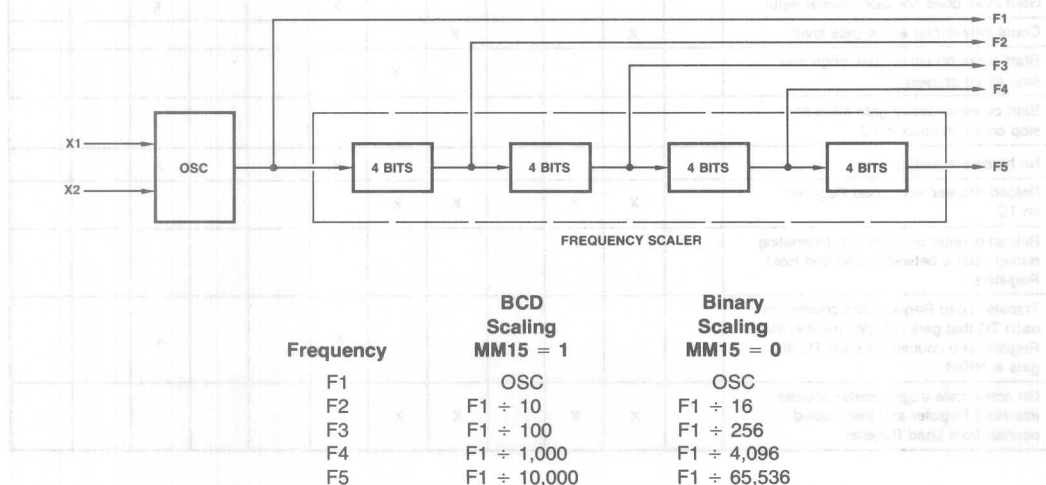 F1
F2
F3
F4
X1
X2
OSC
4 BITS
4 BITS
4 BITS
4 BITS
F5
FREQUENCY SCALER
Frequency BCD Scaling MM15 = 1 Binary Scaling MM15 = 0
F1 OSC OSC
F2 F1 ÷ 10 F1 ÷ 16
F3 F1 ÷ 100 F1 ÷ 256
F4 F1 ÷ 1,000 F1 ÷ 4,096
F5 F1 ÷ 10,000 F1 ÷ 65,536